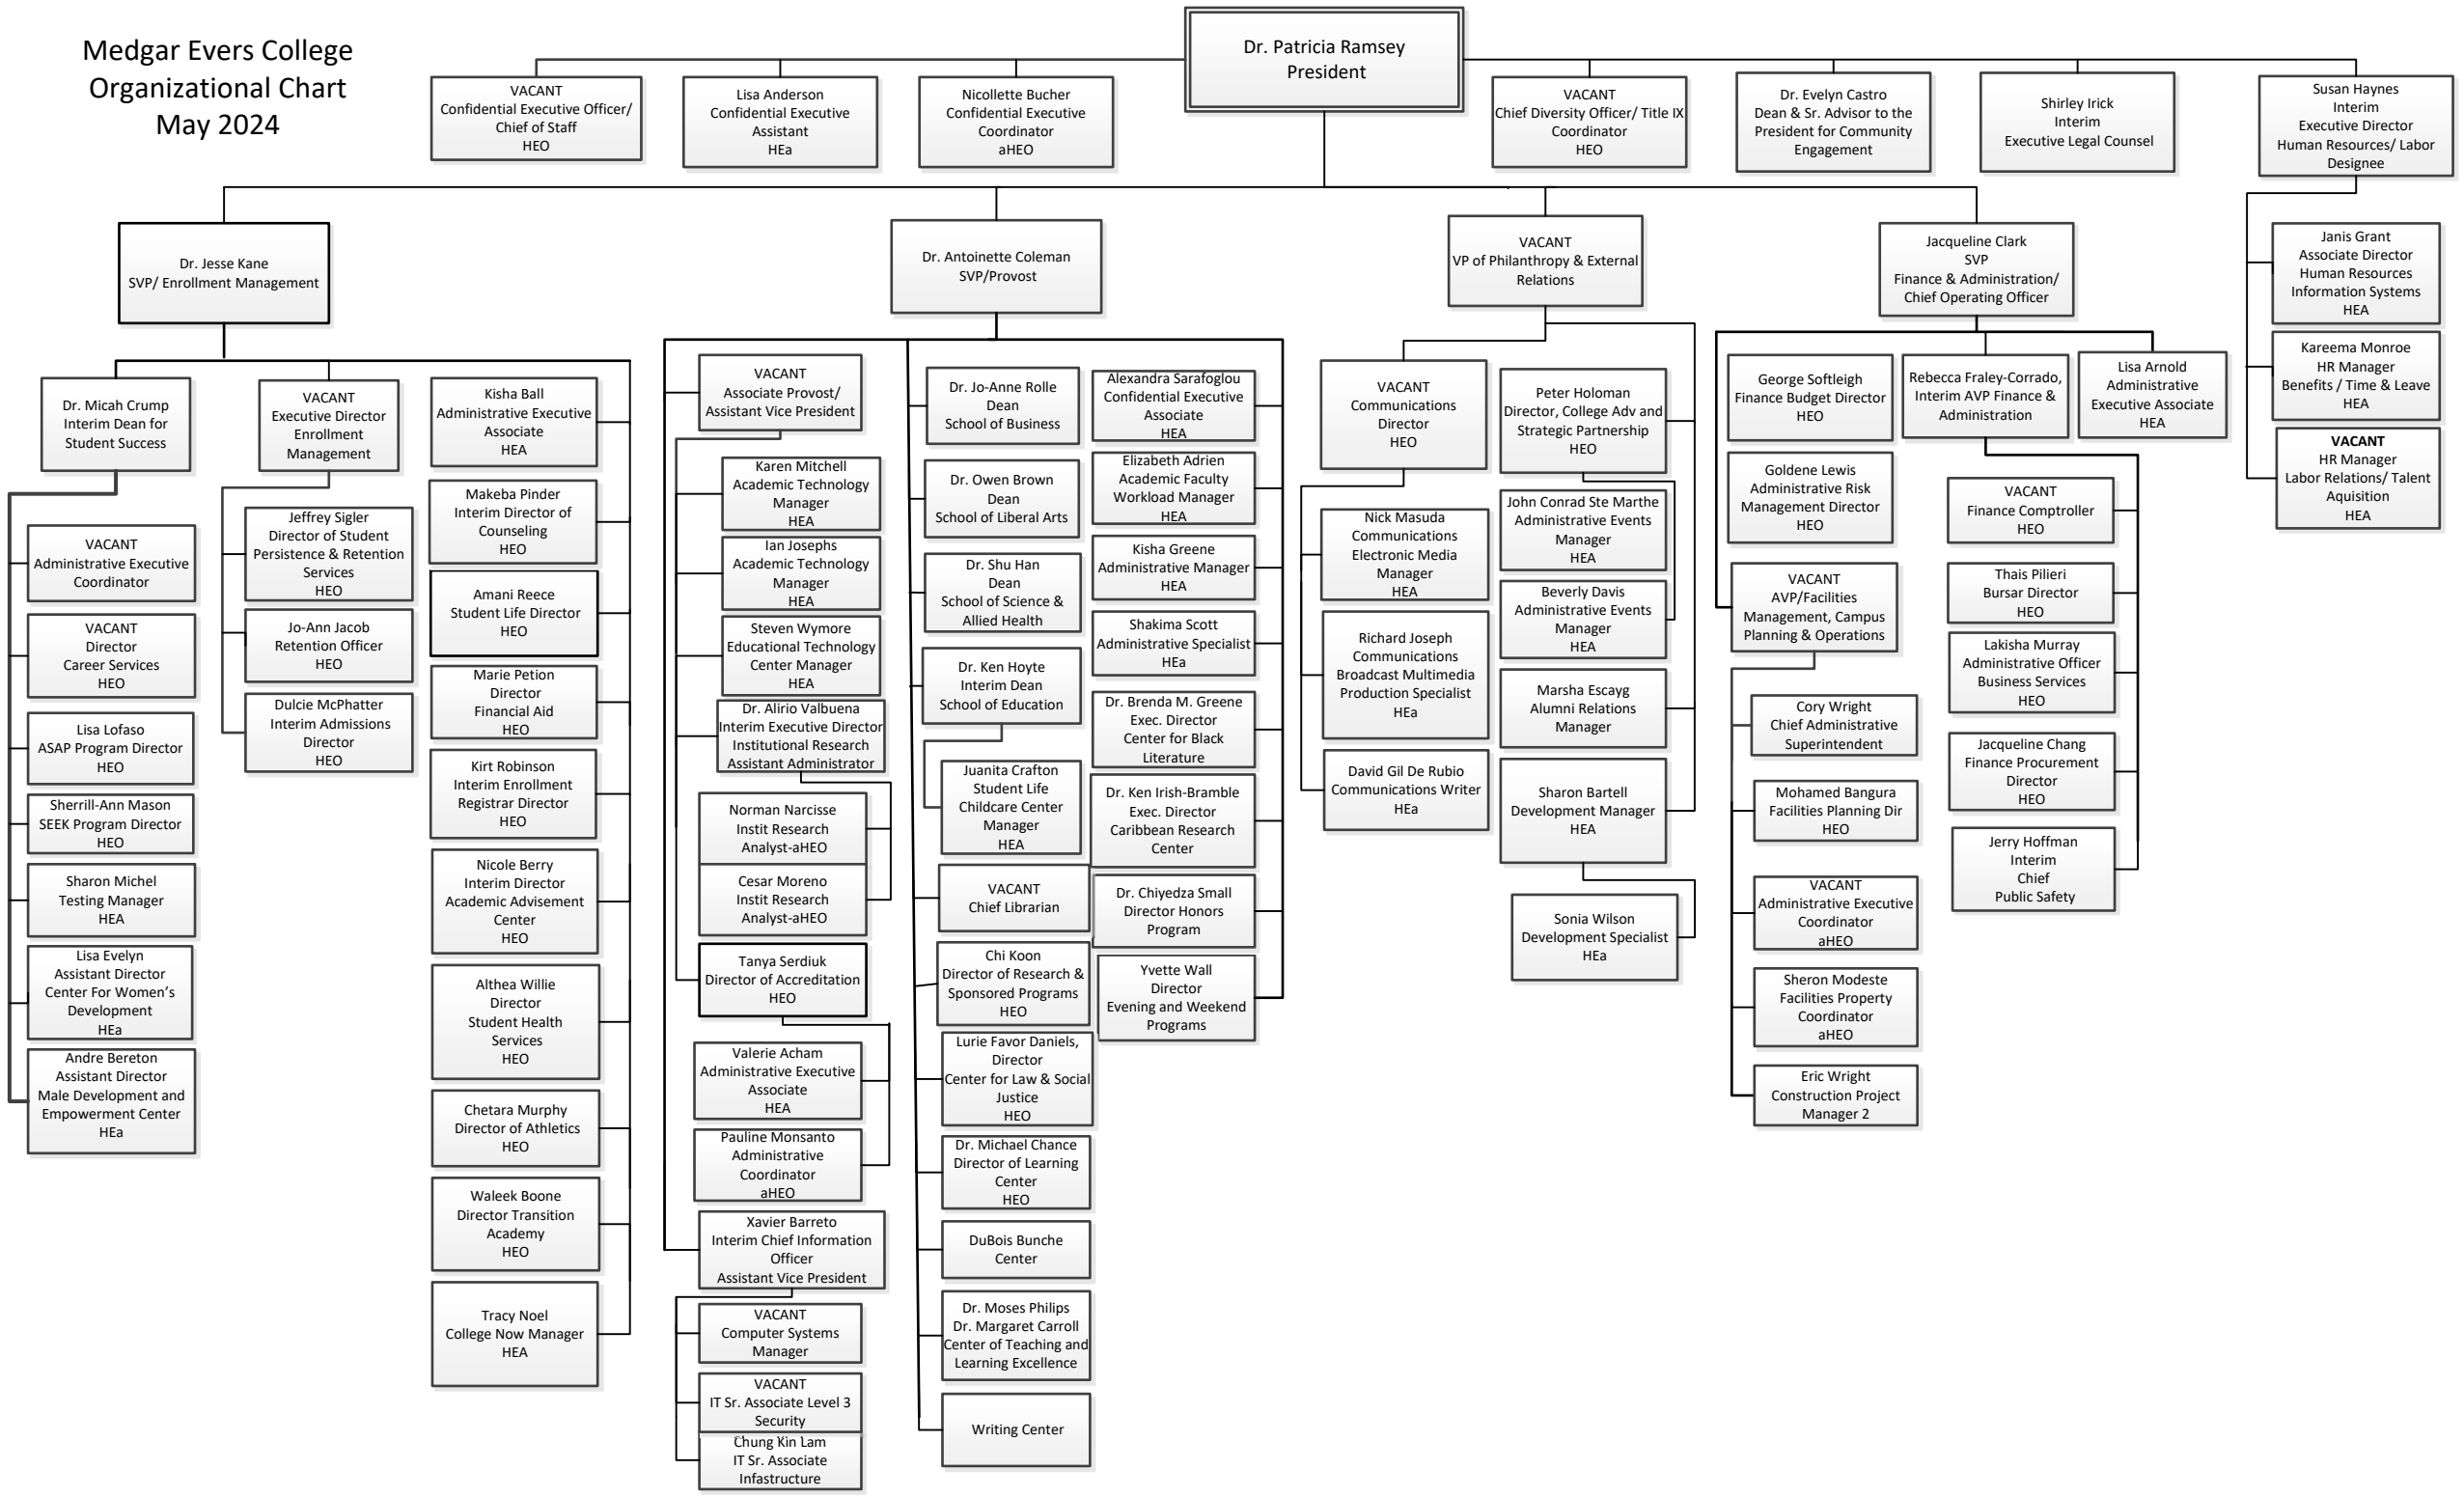 Medgar Evers College
Organizational Chart
May 2024
Dr. Patricia Ramsey
President
VACANT
Confidential Executive Officer/
Chief of Staff
HEO
Lisa Anderson
Confidential Executive
Assistant
HEa
Nicollette Bucher
Confidential Executive
Coordinator
aHEO
VACANT
Chief Diversity Officer/ Title IX
Coordinator
HEO
Dr. Evelyn Castro
Dean & Sr. Advisor to the
President for Community
Engagement
Shirley Irick
Interim
Executive Legal Counsel
Susan Haynes
Interim
Executive Director
Human Resources/ Labor
Designee
Dr. Jesse Kane
SVP/ Enrollment Management
Dr. Antoinette Coleman
SVP/Provost
VACANT
VP of Philanthropy & External
Relations
Jacqueline Clark
SVP
Finance & Administration/
Chief Operating Officer
Janis Grant
Associate Director
Human Resources
Information Systems
HEA
Kareema Monroe
HR Manager
Benefits / Time & Leave
HEA
VACANT
HR Manager
Labor Relations/ Talent
Aquisition
HEA
Dr. Micah Crump
Interim Dean for
Student Success
VACANT
Administrative Executive
Coordinator
VACANT
Director
Career Services
HEO
Lisa Lofaso
ASAP Program Director
HEO
Sherrill-Ann Mason
SEEK Program Director
HEO
Sharon Michel
Testing Manager
HEA
Lisa Evelyn
Assistant Director
Center For Women's
Development
HEa
Andre Bereton
Assistant Director
Male Development and
Empowerment Center
HEa
VACANT
Executive Director
Enrollment
Management
Jeffrey Sigler
Director of Student
Persistence & Retention
Services
HEO
Jo-Ann Jacob
Retention Officer
HEO
Dulcie McPhatter
Interim Admissions
Director
HEO
Kisha Ball
Administrative Executive
Associate
HEA
Makeba Pinder
Interim Director of
Counseling
HEO
Amani Reece
Student Life Director
HEO
Marie Petion
Director
Financial Aid
HEO
Kirt Robinson
Interim Enrollment
Registrar Director
HEO
Nicole Berry
Interim Director
Academic Advisement
Center
HEO
Althea Willie
Director
Student Health
Services
HEO
Chetara Murphy
Director of Athletics
HEO
Waleek Boone
Director Transition
Academy
HEO
Tracy Noel
College Now Manager
HEA
VACANT
Associate Provost/
Assistant Vice President
Karen Mitchell
Academic Technology
Manager
HEA
Ian Josephs
Academic Technology
Manager
HEA
Steven Wymore
Educational Technology
Center Manager
HEA
Dr. Alirio Valbuena
Interim Executive Director
Institutional Research
Assistant Administrator
Norman Narcisse
Instit Research
Analyst-aHEO
Cesar Moreno
Instit Research
Analyst-aHEO
Tanya Serdiuk
Director of Accreditation
HEO
Valerie Acham
Administrative Executive
Associate
HEA
Pauline Monsanto
Administrative
Coordinator
aHEO
Xavier Barreto
Interim Chief Information
Officer
Assistant Vice President
VACANT
Computer Systems
Manager
VACANT
IT Sr. Associate Level 3
Security
Chung Kin Lam
IT Sr. Associate
Infastructure
Dr. Jo-Anne Rolle
Dean
School of Business
Dr. Owen Brown
Dean
School of Liberal Arts
Dr. Shu Han
Dean
School of Science &
Allied Health
Dr. Ken Hoyte
Interim Dean
School of Education
Juanita Crafton
Student Life
Childcare Center
Manager
HEA
VACANT
Chief Librarian
Chi Koon
Director of Research &
Sponsored Programs
HEO
Lurie Favor Daniels,
Director
Center for Law & Social
Justice
HEO
Dr. Michael Chance
Director of Learning
Center
HEO
DuBois Bunche
Center
Dr. Moses Philips
Dr. Margaret Carroll
Center of Teaching and
Learning Excellence
Writing Center
Alexandra Sarafoglou
Confidential Executive
Associate
HEA
Elizabeth Adrien
Academic Faculty
Workload Manager
HEA
Kisha Greene
Administrative Manager
HEA
Shakima Scott
Administrative Specialist
HEa
Dr. Brenda M. Greene
Exec. Director
Center for Black
Literature
Dr. Ken Irish-Bramble
Exec. Director
Caribbean Research
Center
Dr. Chiyedza Small
Director Honors
Program
Yvette Wall
Director
Evening and Weekend
Programs
VACANT
Communications
Director
HEO
Nick Masuda
Communications
Electronic Media
Manager
HEA
Richard Joseph
Communications
Broadcast Multimedia
Production Specialist
HEa
David Gil De Rubio
Communications Writer
HEa
Peter Holoman
Director, College Adv and
Strategic Partnership
HEO
John Conrad Ste Marthe
Administrative Events
Manager
HEA
Beverly Davis
Administrative Events
Manager
HEA
Marsha Escayg
Alumni Relations
Manager
Sharon Bartell
Development Manager
HEA
Sonia Wilson
Development Specialist
HEa
George Softleigh
Finance Budget Director
HEO
Goldene Lewis
Administrative Risk
Management Director
HEO
VACANT
AVP/Facilities
Management, Campus
Planning & Operations
Cory Wright
Chief Administrative
Superintendent
Mohamed Bangura
Facilities Planning Dir
HEO
VACANT
Administrative Executive
Coordinator
aHEO
Sheron Modeste
Facilities Property
Coordinator
aHEO
Eric Wright
Construction Project
Manager 2
Rebecca Fraley-Corrado,
Interim AVP Finance &
Administration
VACANT
Finance Comptroller
HEO
Thais Pilieri
Bursar Director
HEO
Lakisha Murray
Administrative Officer
Business Services
HEO
Jacqueline Chang
Finance Procurement
Director
HEO
Jerry Hoffman
Interim
Chief
Public Safety
Lisa Arnold
Administrative
Executive Associate
HEA